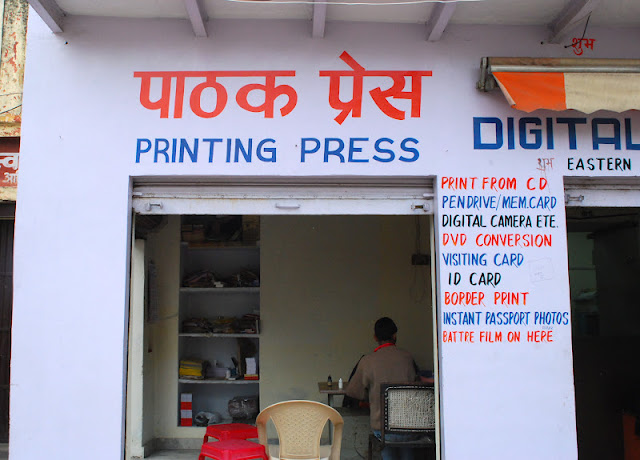 पाठक प्रेस
PRINTING PRESS
शुभ
DIGITAL
शुभ EASTERN
PRINT FROM C.D.
PENDRIVE/MEM.CARD
DIGITAL CAMERA ETE.
DVD CONVERSION
VISITING CARD
ID CARD
BORDER PRINT
INSTANT PASSPORT PHOTOS
BATTRE FILM ON HERE